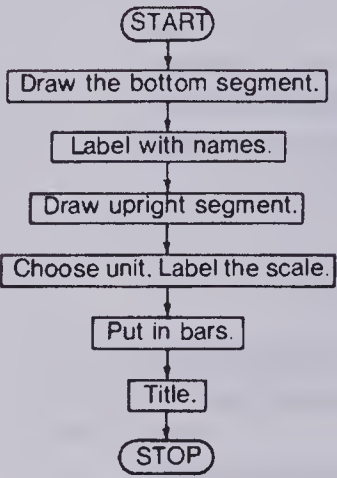 START
Draw the bottom segment.
Label with names.
Draw upright segment.
Choose unit. Label the scale.
Put in bars.
Title.
STOP